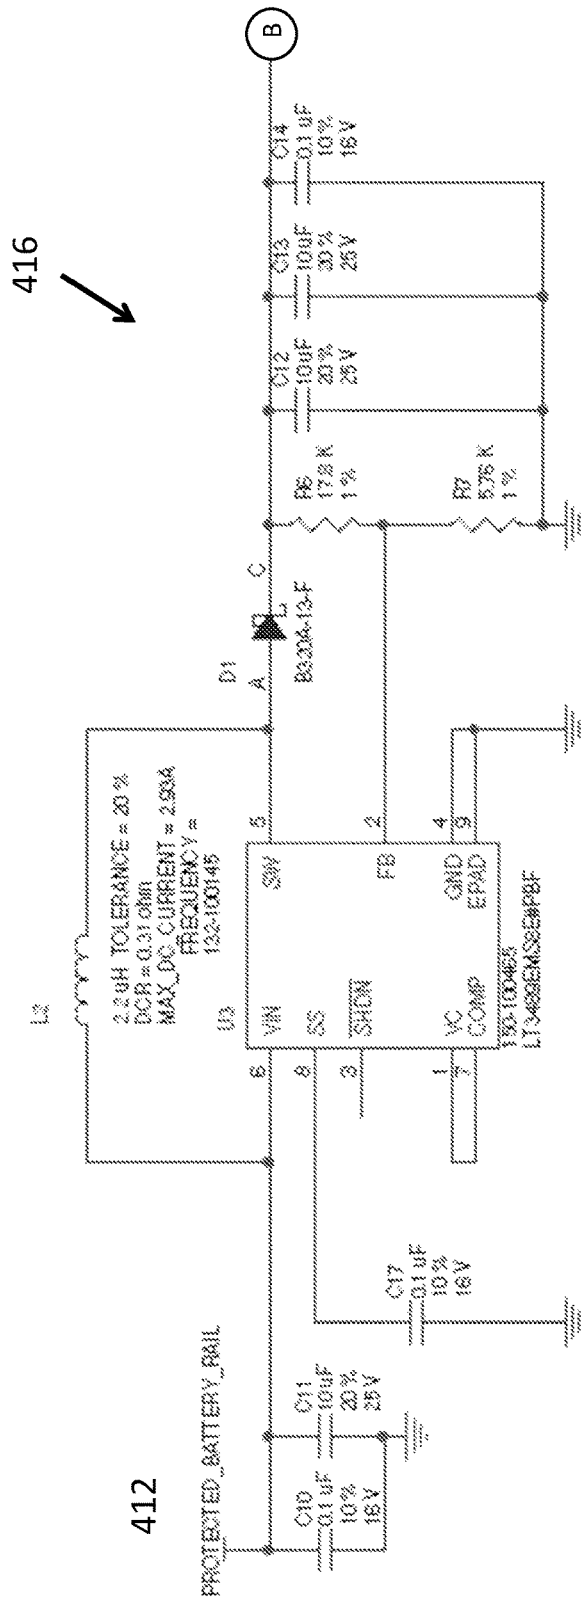 416
B
412
PROTECTED_BATTERY_RAIL
C10
0.1 uF
10%
16V
C11
10uF
20%
25V
C17
0.1 uF
10%
16V
L2
2.2 uH TOLERANCE = 20 %
DCR = 0.31 ohm
MAX_DC CURRENT = 2.93A
FREQUENCY =
132-100145
U3
6
VIN
SW
5
8
SS
3
SHDN
FB
2
1
VC
GND
4
7
COMP
EPAD
9
D1
A
C
R6
17.8 K
1 %
R7
5.76 K
1 %
C12
10uF
20%
25V
C13
10uF
20%
25V
C14
0.1 uF
10%
16V